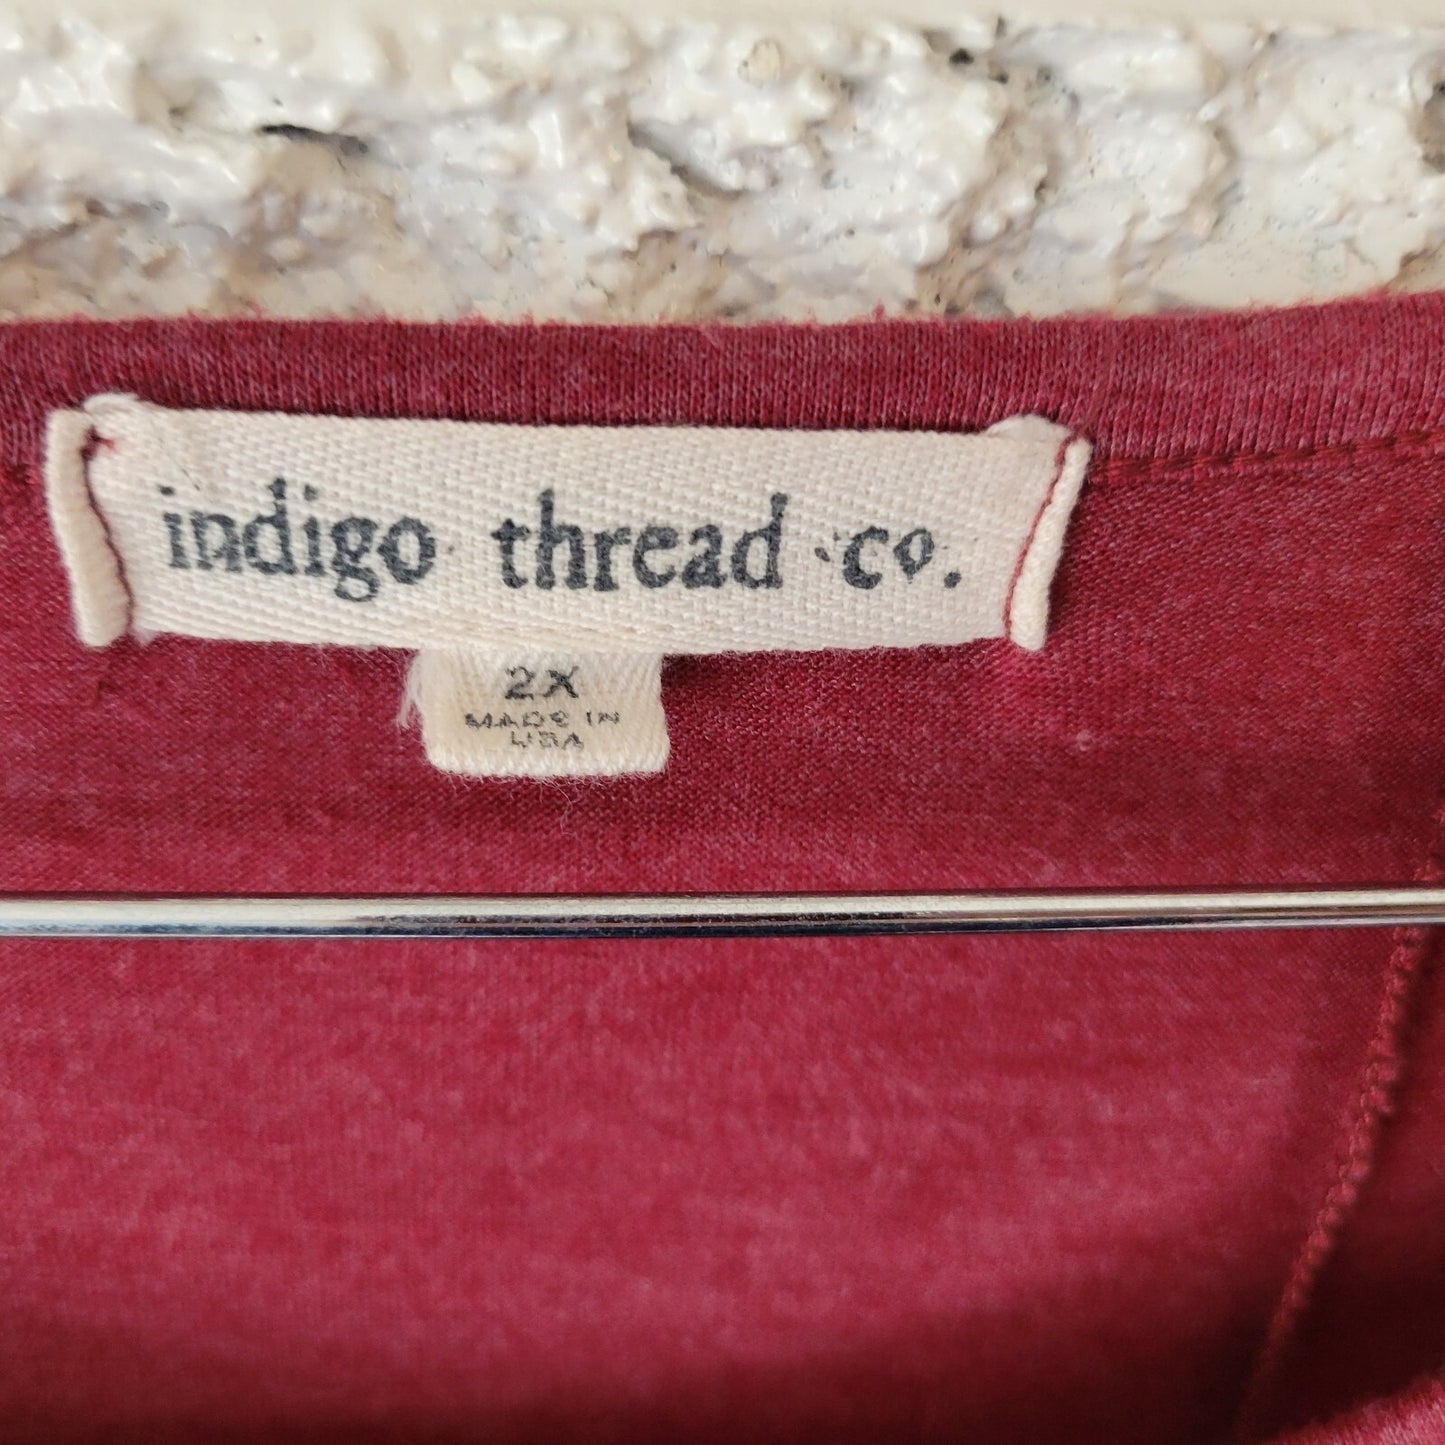 indigo thread co.
2X
MADE IN
USA